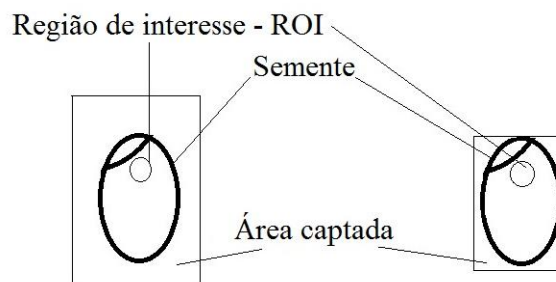 Região de interesse - ROI
Semente
Área captada